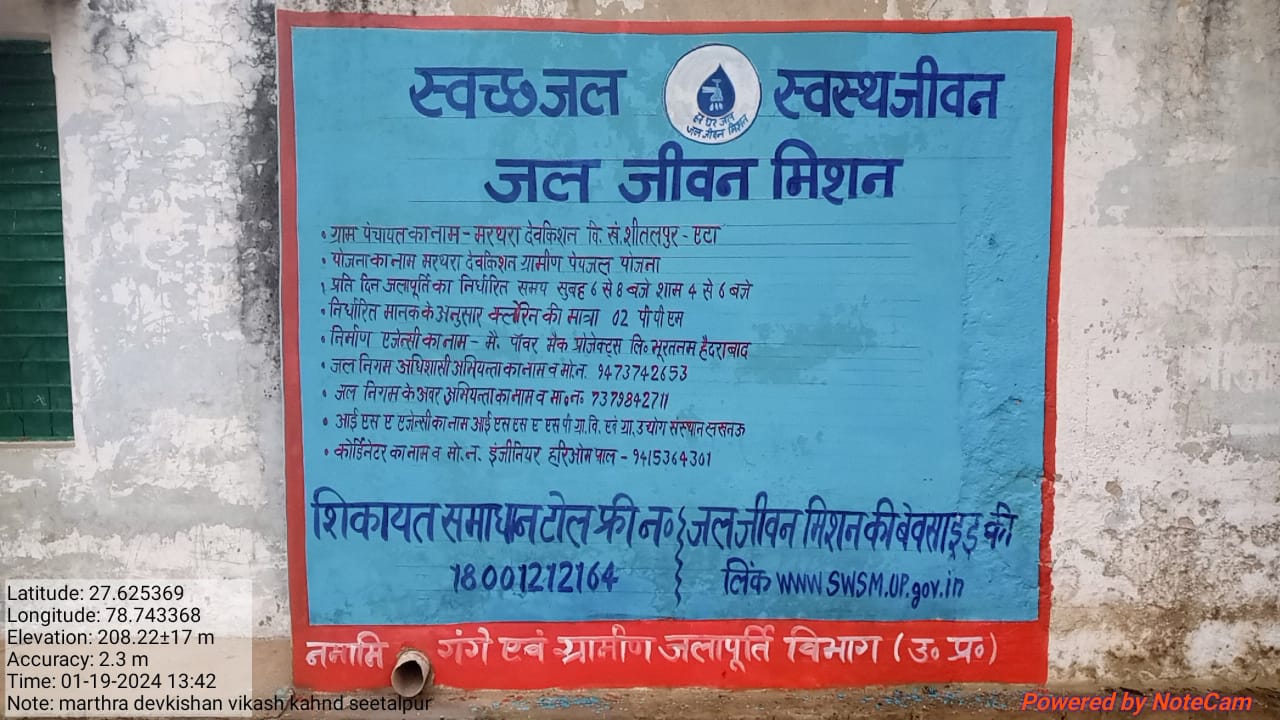 स्वच्छ जल स्वस्थ जीवन
हर घर जल
जल जीवन मिशन
जल जीवन मिशन
• ग्राम पंचायत का नाम - मरथरा देवकिशन वि. खं. शीतलपुर - एटा
• योजना का नाम मरथरा देवकिशन ग्रामीण पेयजल योजना
प्रति दिन जलापूर्ति का निर्धारित समय सुबह 6 से 8 बजे शाम 4 से 6 बजे
• निर्धारित मानक के अनुसार क्लोरिन की मात्रा 02 पी पी एम
• निर्माण एजेन्सी का नाम - मै. पॉवर मैक प्रोजेक्ट्स लि० भूरतनम हैदराबाद
• जल निगम अधिशासी अभियन्ता का नाम व मो.न. 9473742653
• जल निगम के अवर अभियन्ता का नाम व मो०न० 7379842711
• आई एस ए एजेन्सी का नाम आई एस एस ए एस पी ग्रा. वि. एवं ग्रा. उद्योग संस्थान लखनऊ
• कोर्डिनेटर का नाम व मो. न. इंजीनियर हरिओम पाल - 9415364301
शिकायत समाधान टोल फ्री न०
18001212164
जल जीवन मिशन की बेवसाइड की
लिंक www.swsm.up.gov.in
नमामि गंगे एवं ग्रामीण जलापूर्ति विभाग (उ० प्र०)
Latitude: 27.625369
Longitude: 78.743368
Elevation: 208.22±17 m
Accuracy: 2.3 m
Time: 01-19-2024 13:42
Note: marthra devkishan vikash kahnd seetalpur
Powered by NoteCam